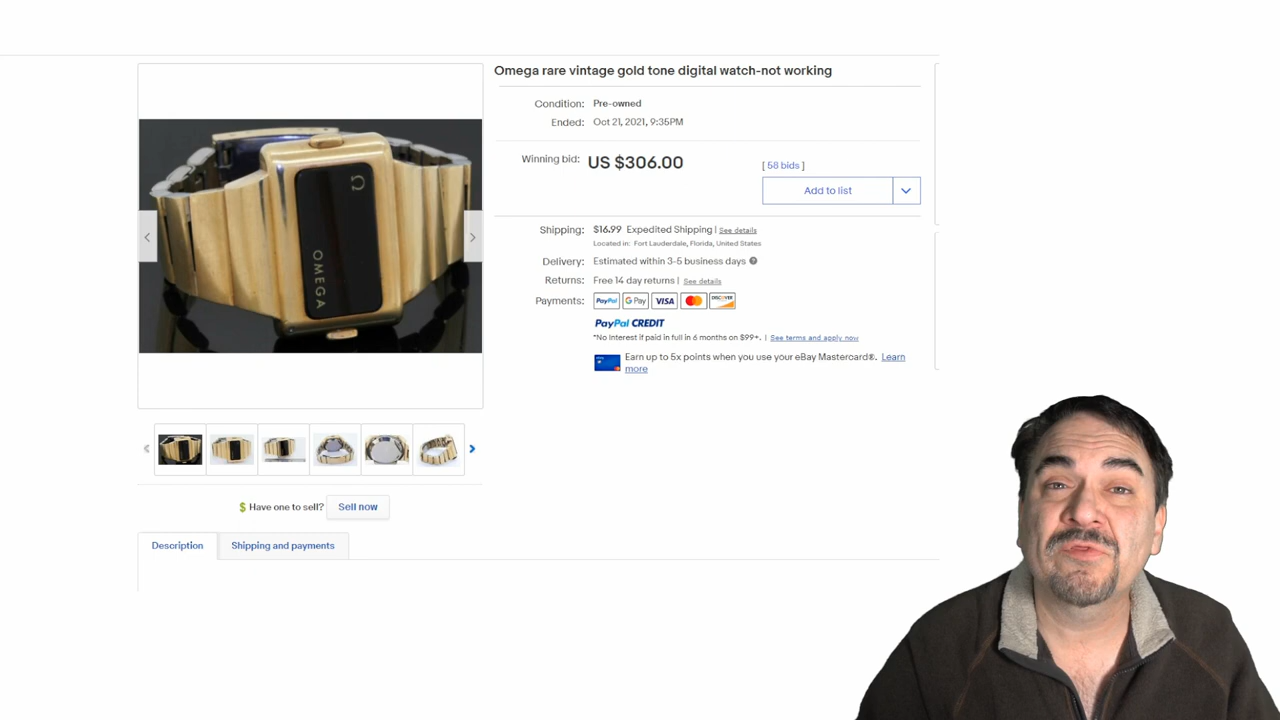 Omega rare vintage gold tone digital watch-not working
Condition: Pre-owned
Ended: Oct 21, 2021, 9:35PM
Winning bid: US $306.00
[ 58 bids ]
Add to list
Shipping: $16.99 Expedited Shipping | See details
Located in: Fort Lauderdale, Florida, United States
Delivery: Estimated within 3-5 business days
Returns: Free 14 day returns | See details
Payments: PayPal G Pay VISA MasterCard DISCOVER
PayPal CREDIT
*No Interest if paid in full in 6 months on $99+. | See terms and apply now
Earn up to 5x points when you use your eBay Mastercard®. Learn
more
Ω
OMEGA
$ Have one to sell? Sell now
Description
Shipping and payments